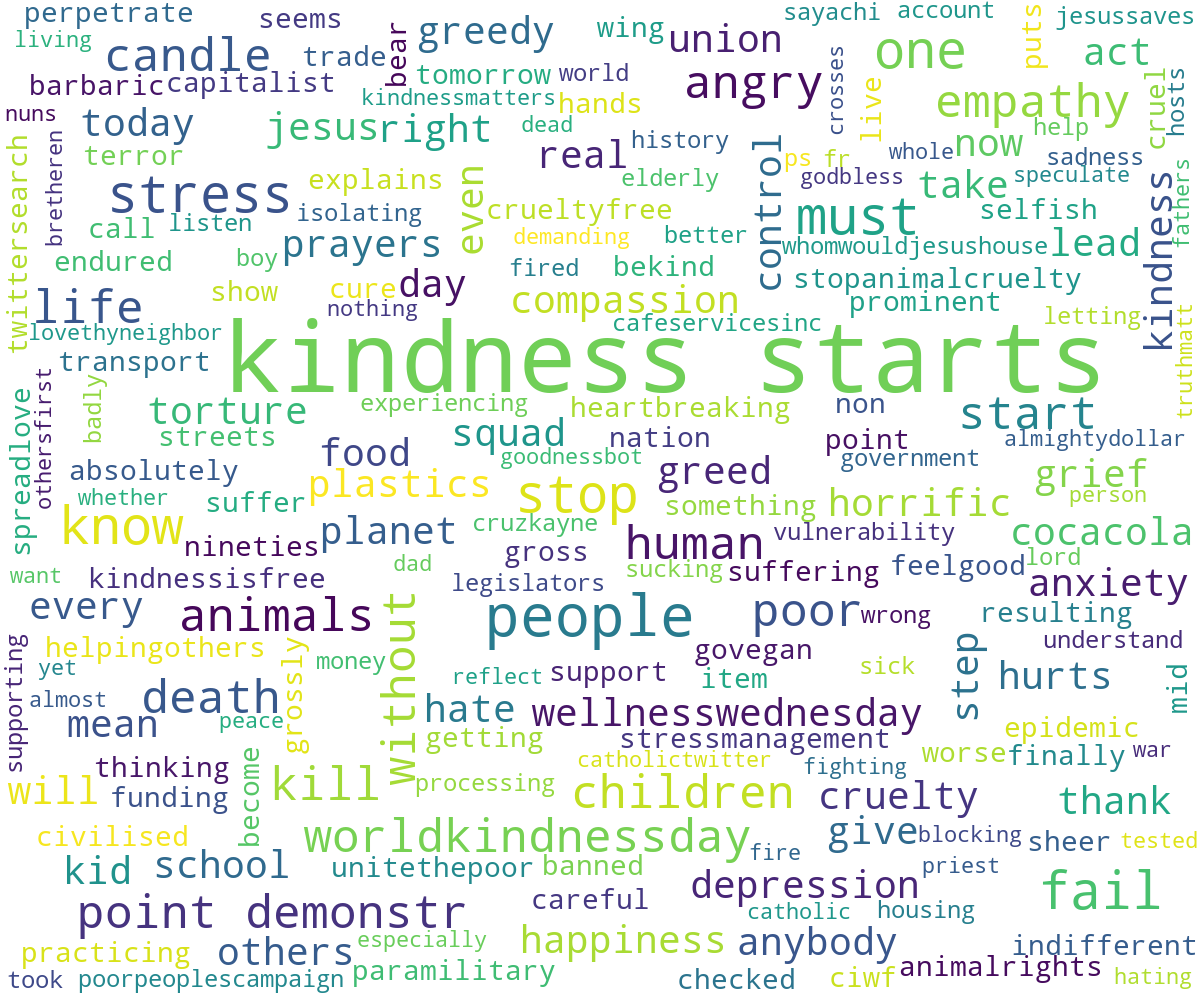 perpetrate seems greedy wing union sayachi account puts jesussaves
living candle trade bear one act
barbaric capitalist tomorrow world angry crosses live empathy cruel hosts
nuns kindnessmatters hands
today jesus right dead history control help
twittersearch terror real ps fr whole now sadness
bretheren stress explains even elderly godbless take speculate kindness fathers
call listen isolating crueltyfree must selfish
endured boy prayers demanding better whomwouldjesushouse lead
life show cure day fired bekind stopanimalcruelty
nothing compassion prominent
lovethyneighbor cafeservicesinc letting
transport kindness starts truthmatt
othersfirst badly experiencing
spreadlove torture heartbreaking non start
streets squad nation point almightydollar
absolutely food goodnessbot greed government grief
whether suffer plastics stop something horrific person
know planet cruzkayne human vulnerability cocacola
nineties gross
want kindnessisfree dad legislators sucking suffering feelgood lord anxiety
every animals without people poor wrong resulting
supporting helpingothers grossly govegan step understand
yet money reflect support item sick hurts mid
almost death
mean peace hate wellnesswednesday epidemic
getting stressmanagement worse finally war
thinking become catholictwitter fighting
will funding kill processing children cruelty thank
civilised worldkindnessday give blocking sheer tested
kid school unitethepoor banned fire priest
point demonstr careful depression fail
catholic housing
practicing others especially happiness anybody indifferent
took poorpeoplescampaign paramilitary checked ciwf animalrights hating